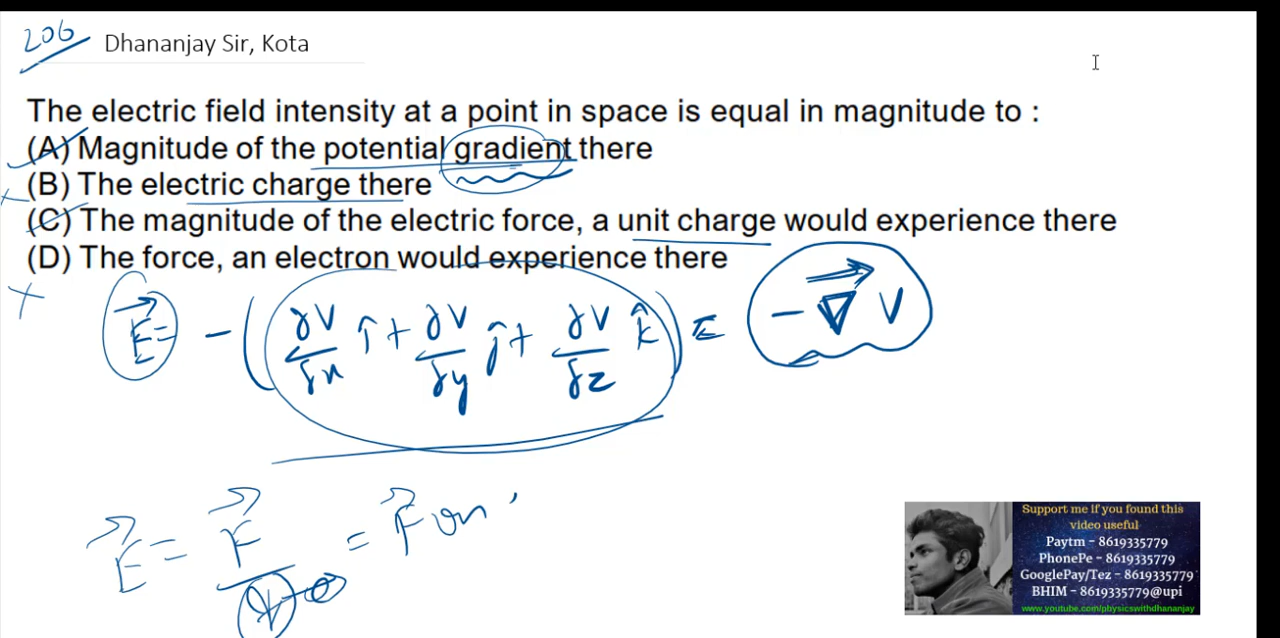 206 Dhananjay Sir, Kota
The electric field intensity at a point in space is equal in magnitude to :
(A) Magnitude of the potential gradient there
(B) The electric charge there
(C) The magnitude of the electric force, a unit charge would experience there
(D) The force, an electron would experience there
E⃗ = - (∂V/∂x î + ∂V/∂y ĵ + ∂V/∂z k̂) = - ∇⃗ V
E⃗ = F⃗/q = F⃗ on
Support me if you found this
video useful
Paytm - 8619335779
PhonePe - 8619335779
GooglePay/Tez - 8619335779
BHIM - 8619335779@upi
www.youtube.com/physicswithdhananjay